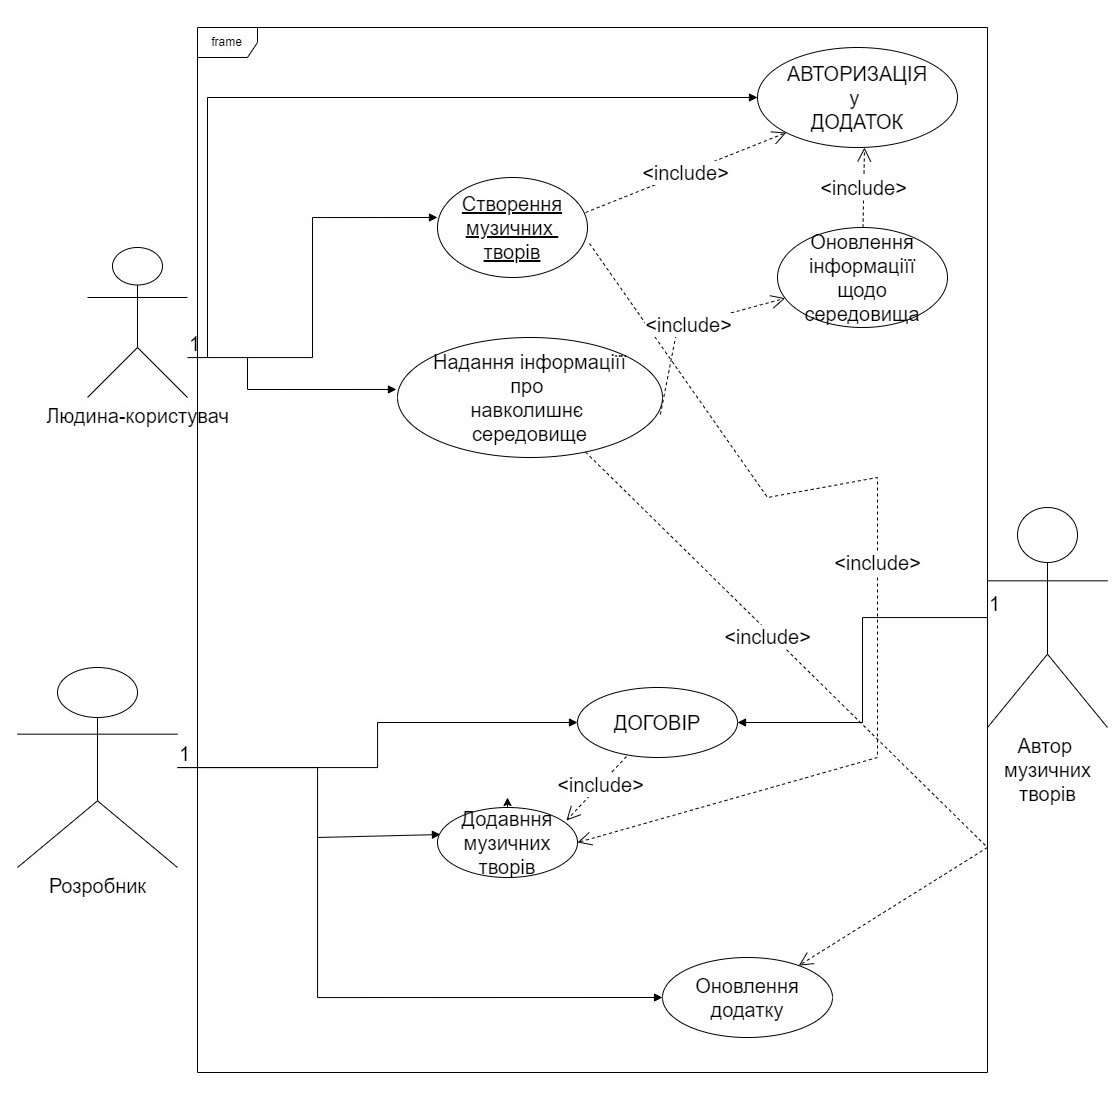 frame
АВТОРИЗАЦІЯ
у
ДОДАТОК
<include>
<include>
Створення
музичних
творів
Оновлення
інформаціїї
щодо
середовища
<include>
1
Надання інформаціїї
про
навколишнє
середовище
Людина-користувач
<include>
1
<include>
ДОГОВІР
Автор
музичних
творів
1
<include>
Додавння
музичних
творів
Розробник
Оновлення
додатку